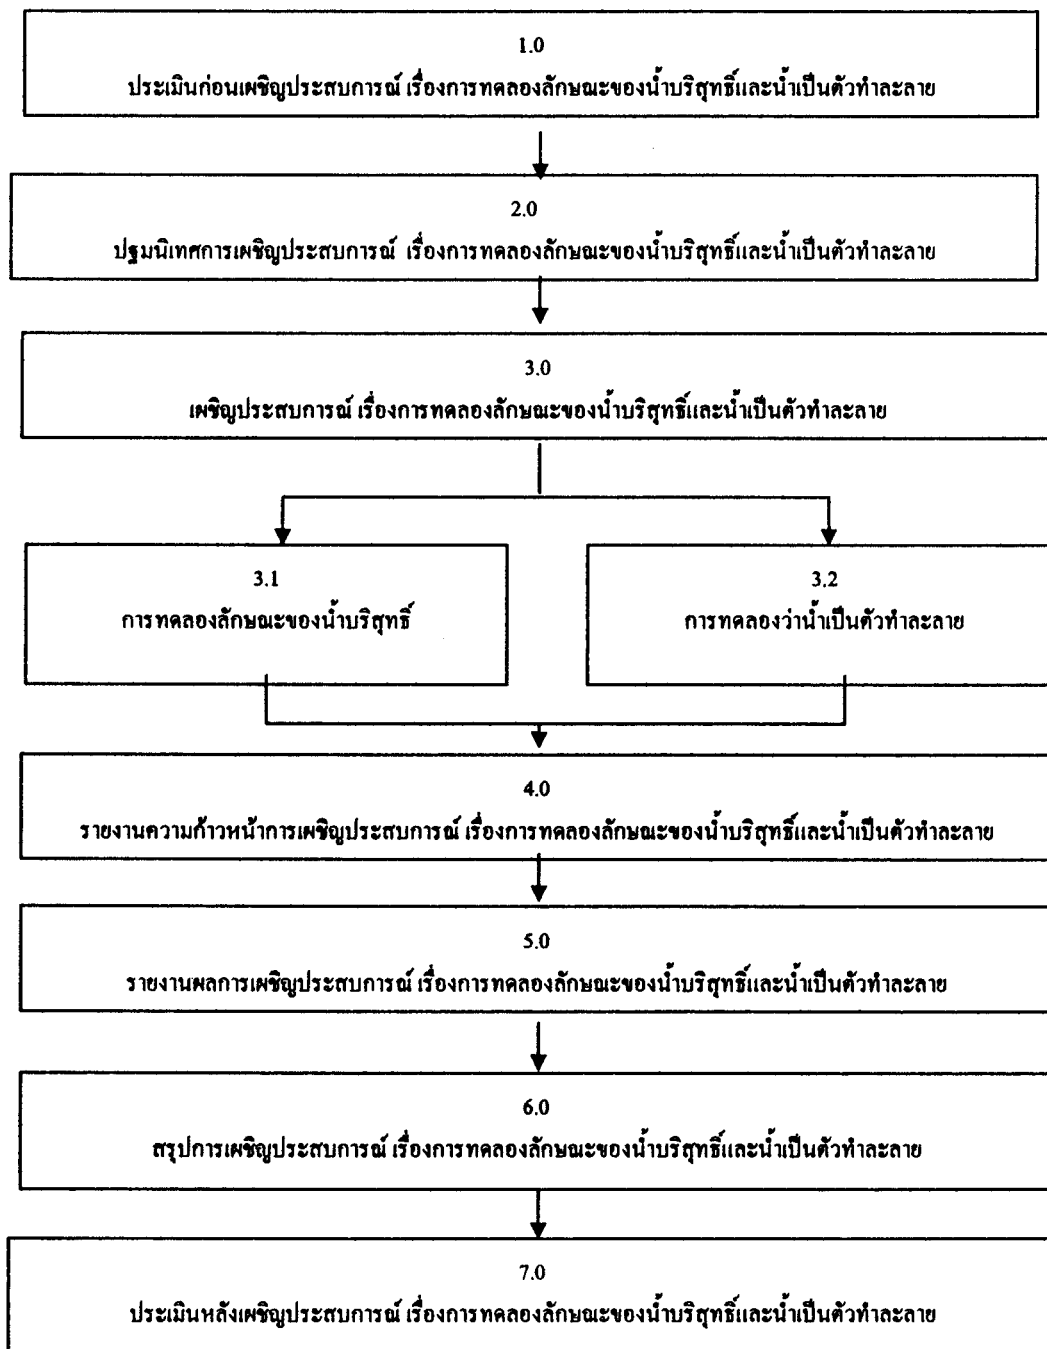 1.0
ประเมินก่อนเผชิญประสบการณ์ เรื่องการทดลองลักษณะของน้ำบริสุทธิ์และน้ำเป็นตัวทำละลาย
2.0
ปฐมนิเทศการเผชิญประสบการณ์ เรื่องการทดลองลักษณะของน้ำบริสุทธิ์และน้ำเป็นตัวทำละลาย
3.0
เผชิญประสบการณ์ เรื่องการทดลองลักษณะของน้ำบริสุทธิ์และน้ำเป็นตัวทำละลาย
3.1
การทดลองลักษณะของน้ำบริสุทธิ์
3.2
การทดลองว่าน้ำเป็นตัวทำละลาย
4.0
รายงานความก้าวหน้าการเผชิญประสบการณ์ เรื่องการทดลองลักษณะของน้ำบริสุทธิ์และน้ำเป็นตัวทำละลาย
5.0
รายงานผลการเผชิญประสบการณ์ เรื่องการทดลองลักษณะของน้ำบริสุทธิ์และน้ำเป็นตัวทำละลาย
6.0
สรุปการเผชิญประสบการณ์ เรื่องการทดลองลักษณะของน้ำบริสุทธิ์และน้ำเป็นตัวทำละลาย
7.0
ประเมินหลังเผชิญประสบการณ์ เรื่องการทดลองลักษณะของน้ำบริสุทธิ์และน้ำเป็นตัวทำละลาย